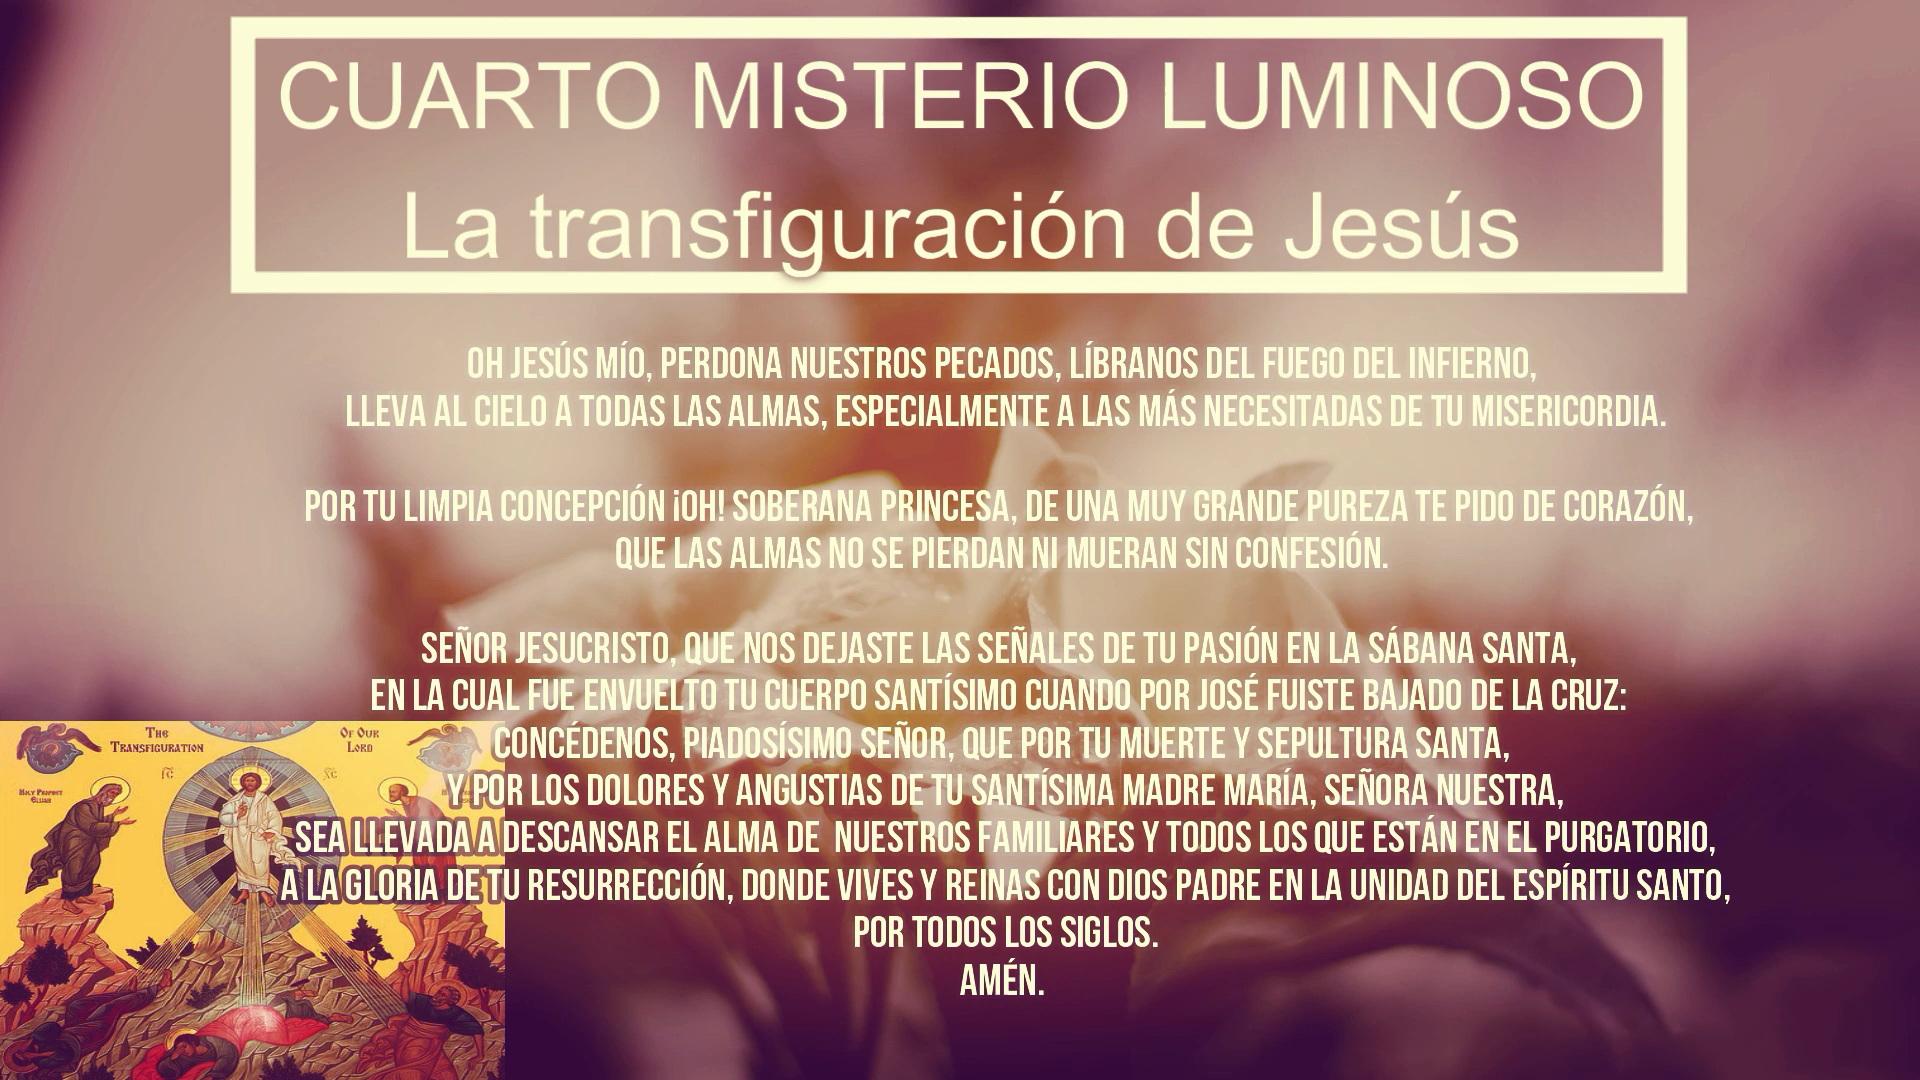 CUARTO MISTERIO LUMINOSO
La transfiguración de Jesús
OH JESÚS MÍO, PERDONA NUESTROS PECADOS, LÍBRANOS DEL FUEGO DEL INFIERNO,
LLEVA AL CIELO A TODAS LAS ALMAS, ESPECIALMENTE A LAS MÁS NECESITADAS DE TU MISERICORDIA.
POR TU LIMPIA CONCEPCIÓN ¡OH! SOBERANA PRINCESA, DE UNA MUY GRANDE PUREZA TE PIDO DE CORAZÓN,
QUE LAS ALMAS NO SE PIERDAN NI MUERAN SIN CONFESIÓN.
SEÑOR JESUCRISTO, QUE NOS DEJASTE LAS SEÑALES DE TU PASIÓN EN LA SÁBANA SANTA,
EN LA CUAL FUE ENVUELTO TU CUERPO SANTÍSIMO CUANDO POR JOSÉ FUISTE BAJADO DE LA CRUZ:
CONCÉDENOS, PIADOSÍSIMO SEÑOR, QUE POR TU MUERTE Y SEPULTURA SANTA,
Y POR LOS DOLORES Y ANGUSTIAS DE TU SANTÍSIMA MADRE MARÍA, SEÑORA NUESTRA,
SEA LLEVADA A DESCANSAR EL ALMA DE NUESTROS FAMILIARES Y TODOS LOS QUE ESTÁN EN EL PURGATORIO,
A LA GLORIA DE TU RESURRECCIÓN, DONDE VIVES Y REINAS CON DIOS PADRE EN LA UNIDAD DEL ESPÍRITU SANTO,
POR TODOS LOS SIGLOS.
AMÉN.
THE TRANSFIGURATION
OF OUR LORD
IC XC
HOLY PROPHET
ELIJAH